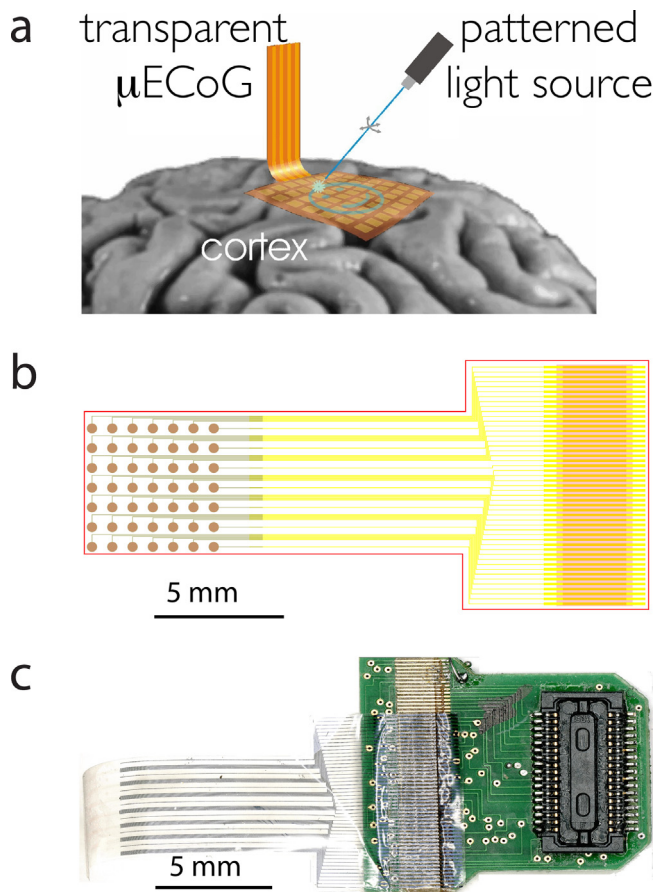 a
transparent
μECoG
patterned
light source
cortex
b
5 mm
c
5 mm